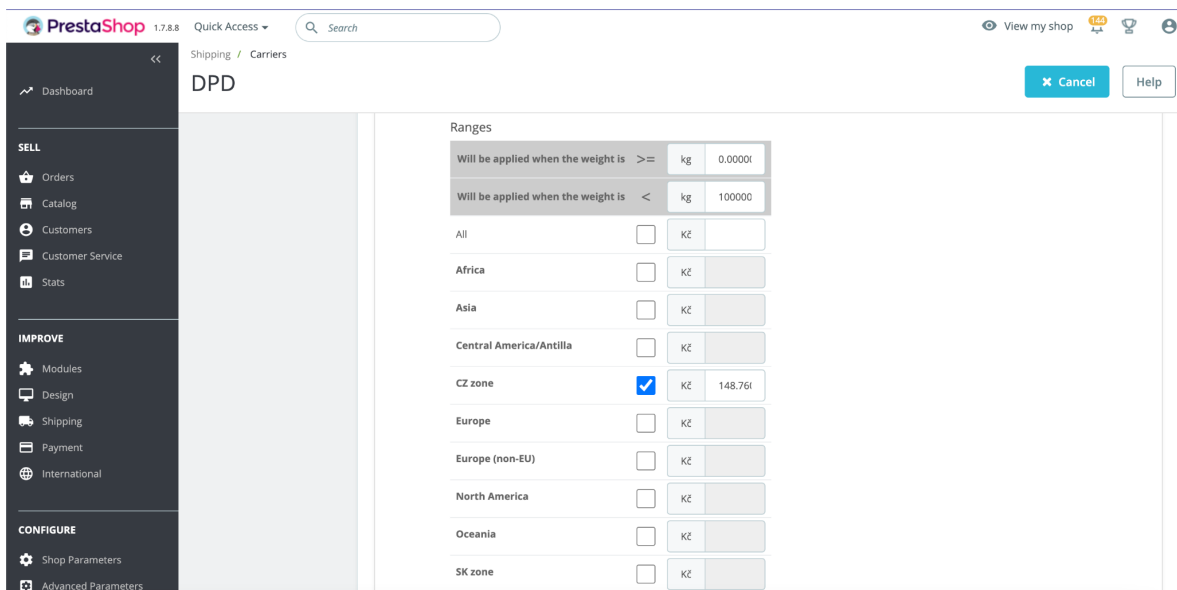 PrestaShop 1.7.8.8 Quick Access Search View my shop 144
Shipping / Carriers
DPD
Cancel Help
Dashboard
SELL
Orders
Catalog
Customers
Customer Service
Stats
IMPROVE
Modules
Design
Shipping
Payment
International
CONFIGURE
Shop Parameters
Advanced Parameters
Ranges
Will be applied when the weight is >= kg 0.0000
Will be applied when the weight is < kg 100000
All Kč
Africa Kč
Asia Kč
Central America/Antilla Kč
CZ zone Kč 148.760
Europe Kč
Europe (non-EU) Kč
North America Kč
Oceania Kč
SK zone Kč